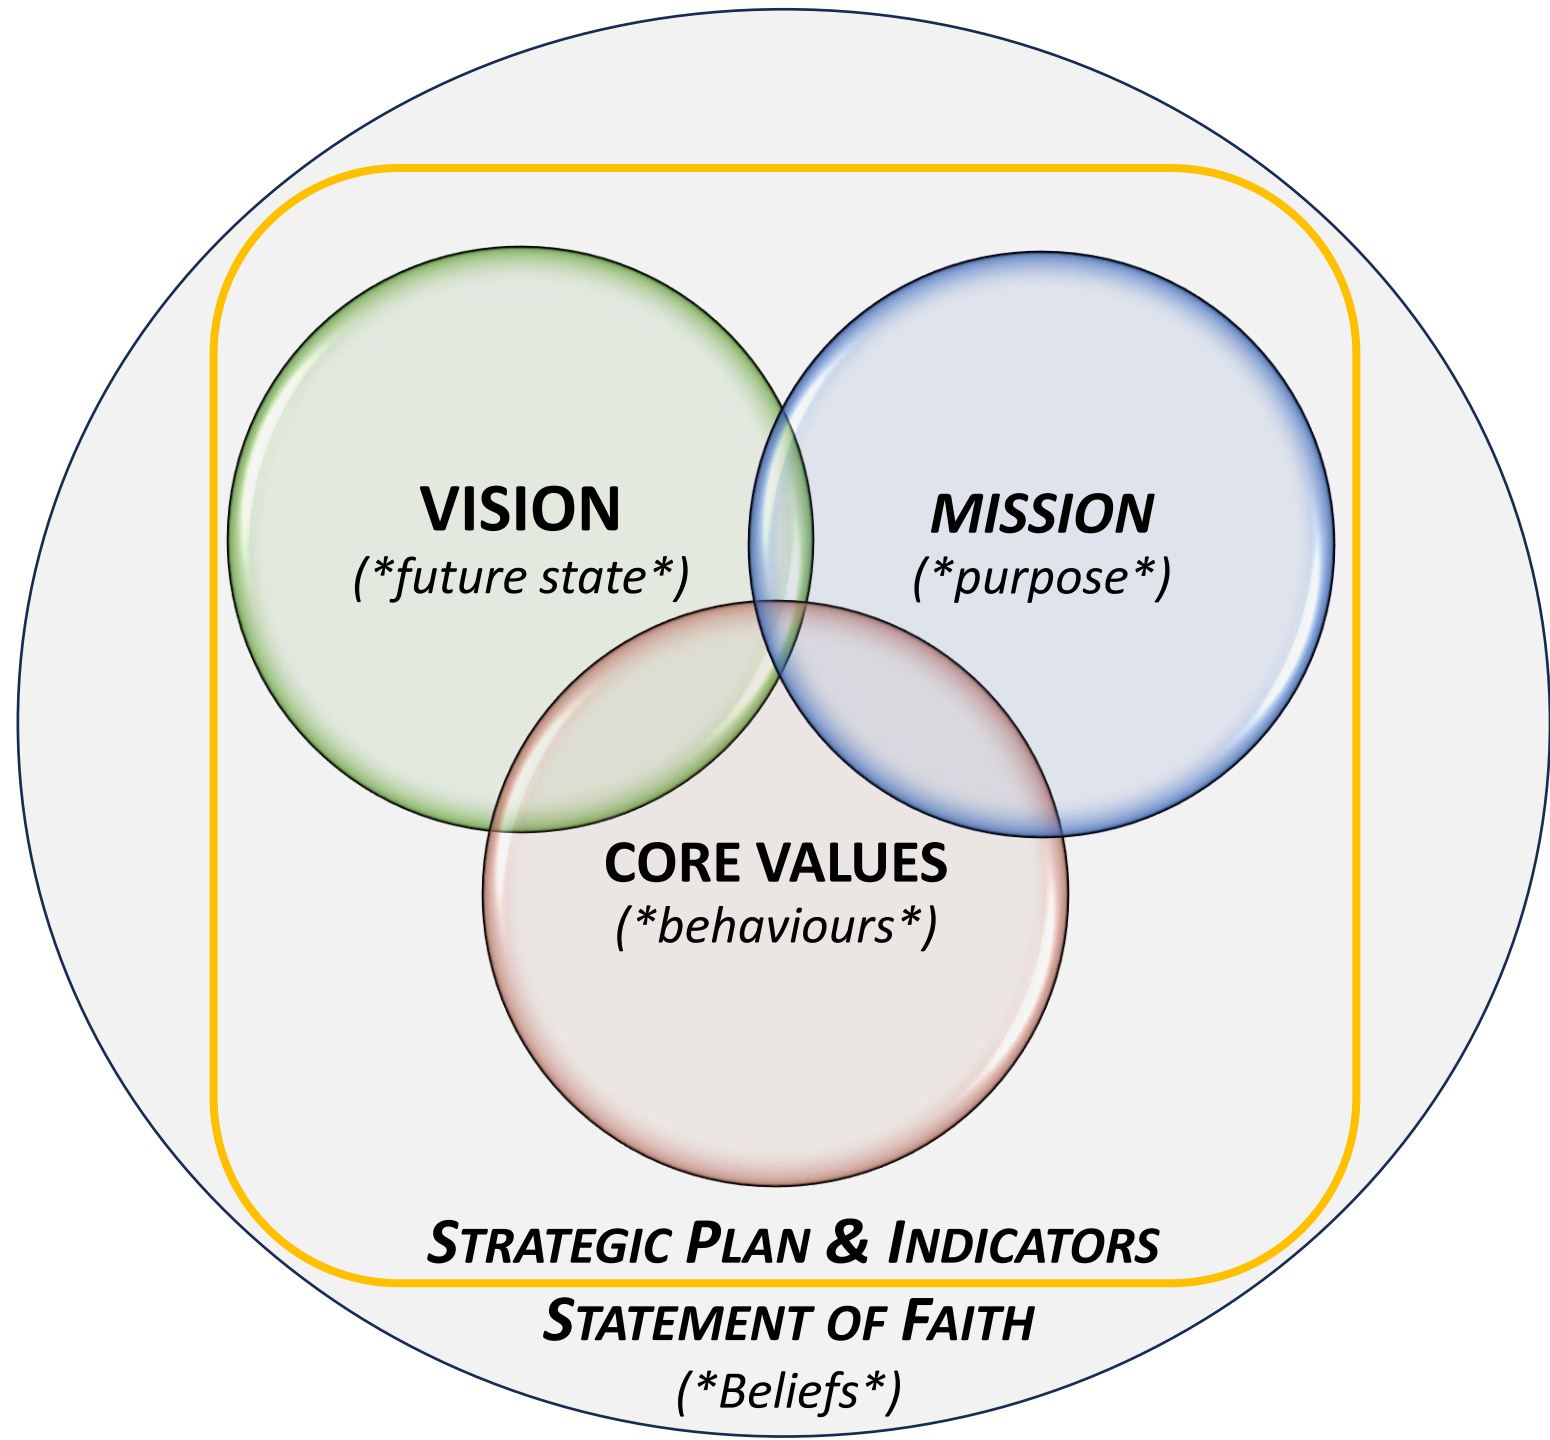 VISION
(*future state*)
MISSION
(*purpose*)
CORE VALUES
(*behaviours*)
STRATEGIC PLAN & INDICATORS
STATEMENT OF FAITH
(*Beliefs*)